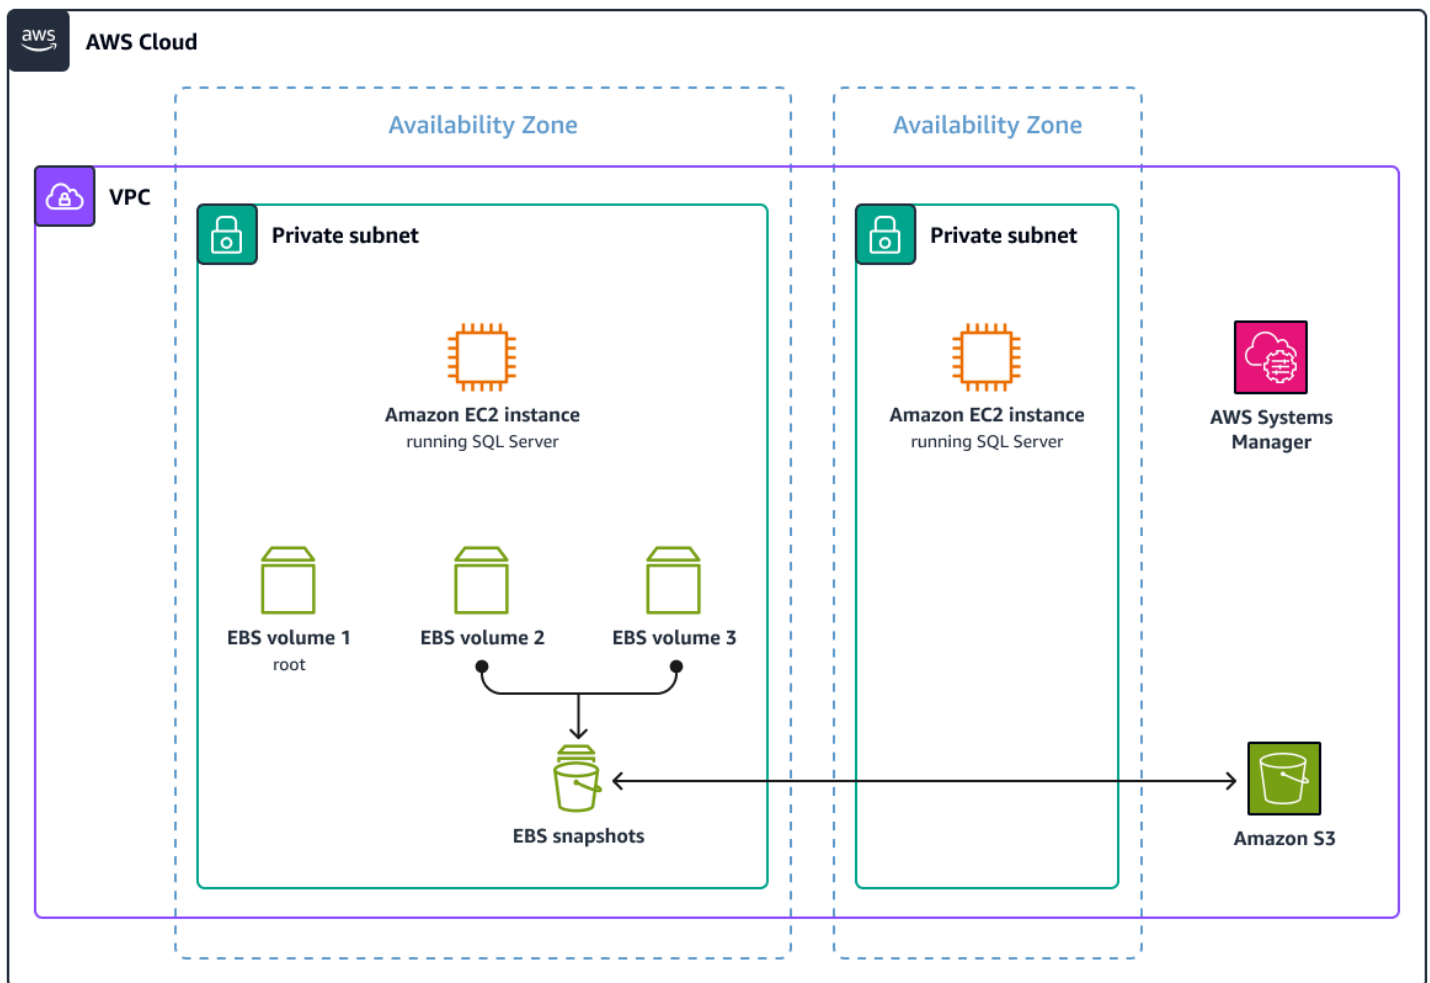 aws
AWS Cloud
Availability Zone
Availability Zone
VPC
Private subnet
Private subnet
Amazon EC2 instance
running SQL Server
Amazon EC2 instance
running SQL Server
AWS Systems
Manager
EBS volume 1
root
EBS volume 2
EBS volume 3
EBS snapshots
Amazon S3